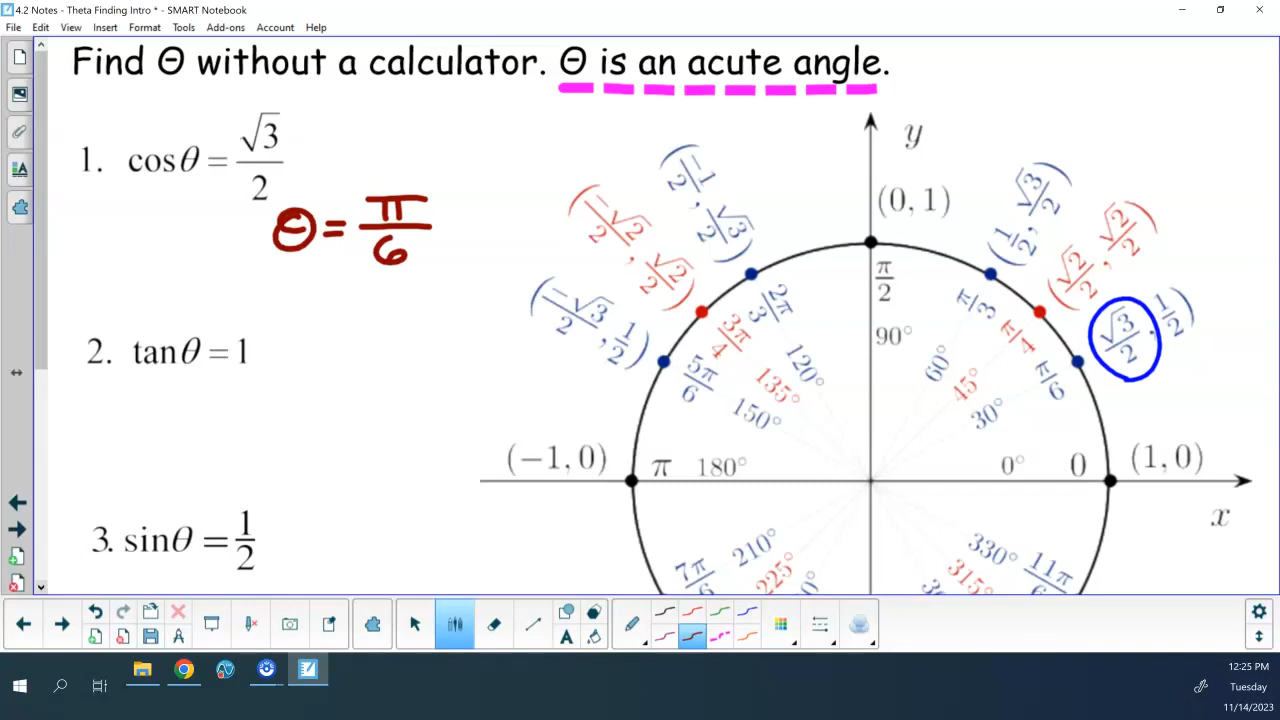 4.2 Notes - Theta Finding Intro * - SMART Notebook
File Edit View Insert Format Tools Add-ons Account Help
Find Θ without a calculator. Θ is an acute angle.
1. cosθ = √3/2
Θ = π/6
2. tanθ = 1
3. sinθ = 1/2
y
(0, 1)
(-1/2, √3/2)
(1/2, √3/2)
(-√2/2, √2/2)
(√2/2, √2/2)
(-√3/2, 1/2)
(√3/2, 1/2)
π/2
90°
2π/3
π/3
3π/4
π/4
5π/6
π/6
120°
60°
135°
45°
150°
30°
(−1, 0)
π 180°
0° 0
(1, 0)
x
7π/6 210°
225°
330° 11π/6
315°
12:25 PM
Tuesday
11/14/2023